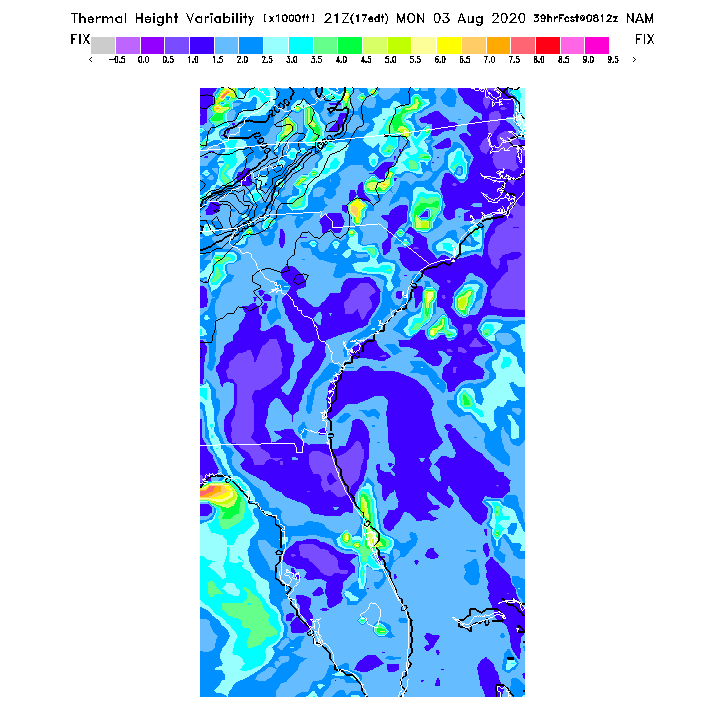 Thermal Height Variability [x1000ft] 21Z(17edt) MON 03 Aug 2020 39hrFcst@0812z NAM
FIX FIX
< -0.5 0.0 0.5 1.0 1.5 2.0 2.5 3.0 3.5 4.0 4.5 5.0 5.5 6.0 6.5 7.0 7.5 8.0 8.5 9.0 9.5 >
2000